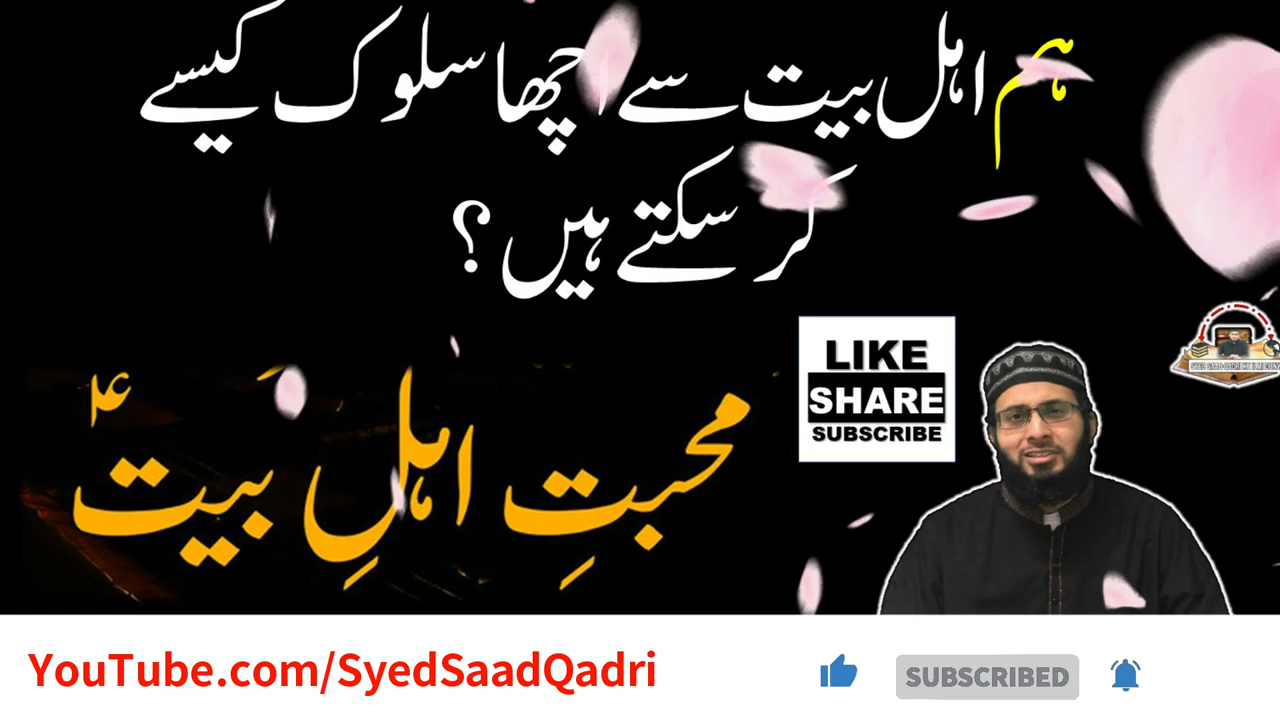 ہم اہل بیت سے اچھا سلوک کیسے
کر سکتے ہیں ؟
محبتِ اہلِ بیت ؑ
LIKE
SHARE
SUBSCRIBE
YouTube.com/SyedSaadQadri
SUBSCRIBED